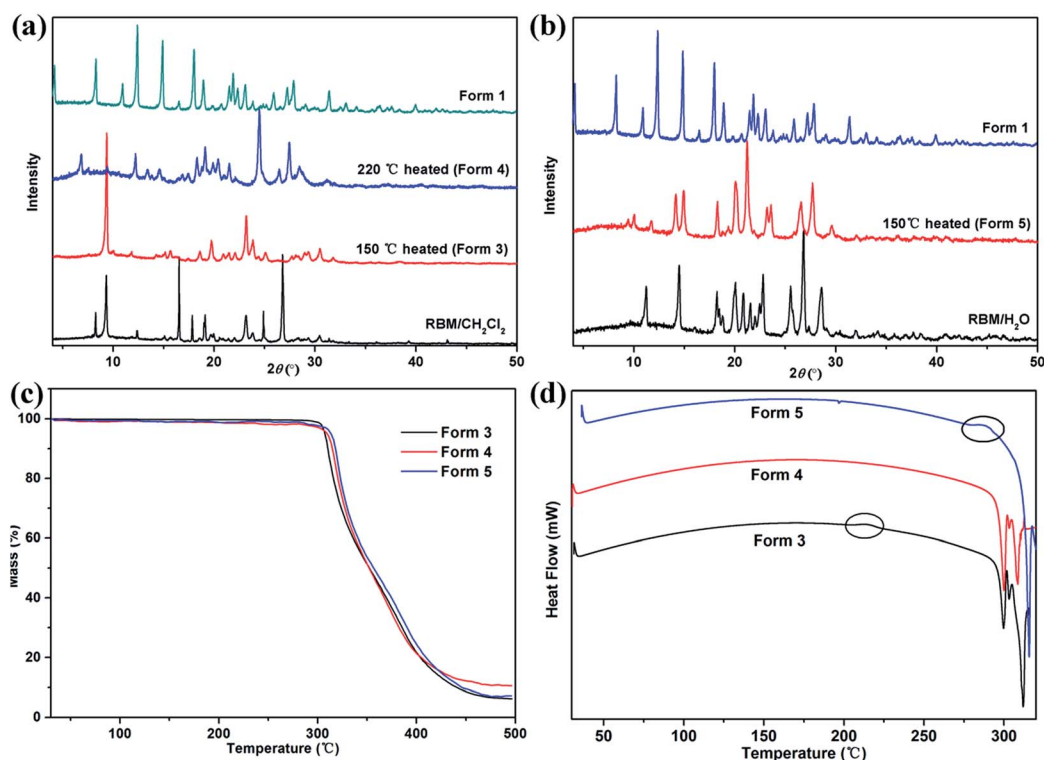 (a)
Form 1
220 ℃ heated (Form 4)
150 ℃ heated (Form 3)
RBM/CH₂Cl₂
Intensity
10 20 30 40 50
2θ(°)
(b)
Form 1
150℃ heated (Form 5)
RBM/H₂O
Intensity
10 20 30 40 50
2θ(°)
(c)
100
80
60
40
20
0
Mass (%)
Form 3
Form 4
Form 5
100 200 300 400 500
Temperature(℃)
(d)
Form 5
Form 4
Form 3
Heat Flow (mW)
50 100 150 200 250 300
Temperature(℃)